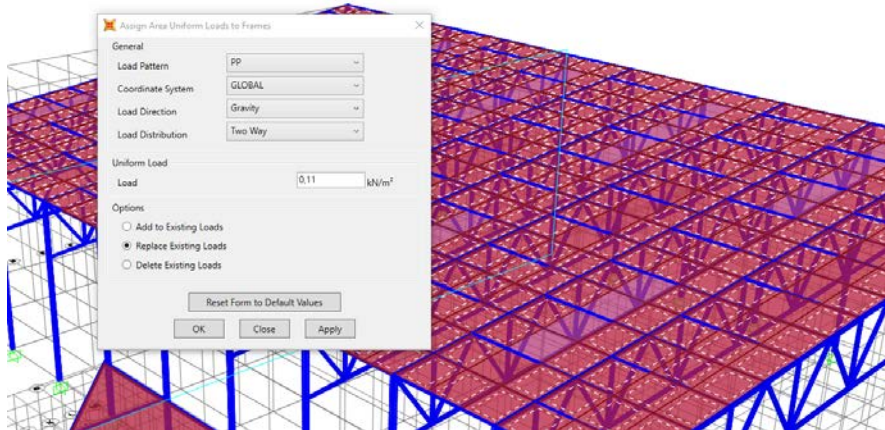 Assign Area Uniform Loads to Frames
General
Load Pattern PP
Coordinate System GLOBAL
Load Direction Gravity
Load Distribution Two Way
Uniform Load
Load 0,11 kN/m²
Options
Add to Existing Loads
Replace Existing Loads
Delete Existing Loads
Reset Form to Default Values
OK Close Apply